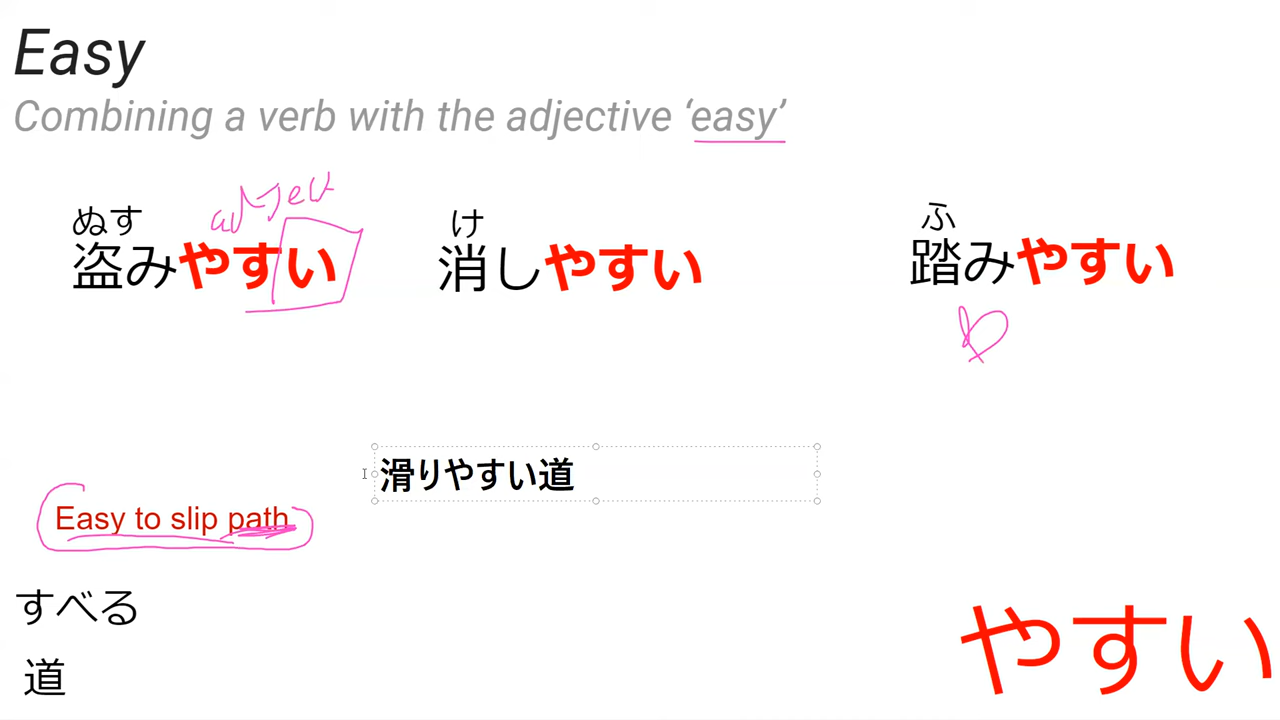 Easy
Combining a verb with the adjective ‘easy’
adject
ぬす
盗みやすい
け
消しやすい
ふ
踏みやすい
滑りやすい道
Easy to slip path
すべる
道
やすい